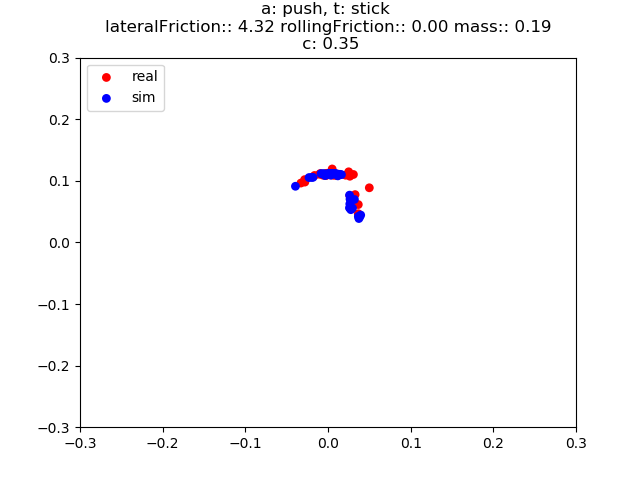 a: push, t: stick
lateralFriction:: 4.32 rollingFriction:: 0.00 mass:: 0.19
c: 0.35
real
sim
0.3
0.2
0.1
0.0
−0.1
−0.2
−0.3
−0.3 −0.2 −0.1 0.0 0.1 0.2 0.3